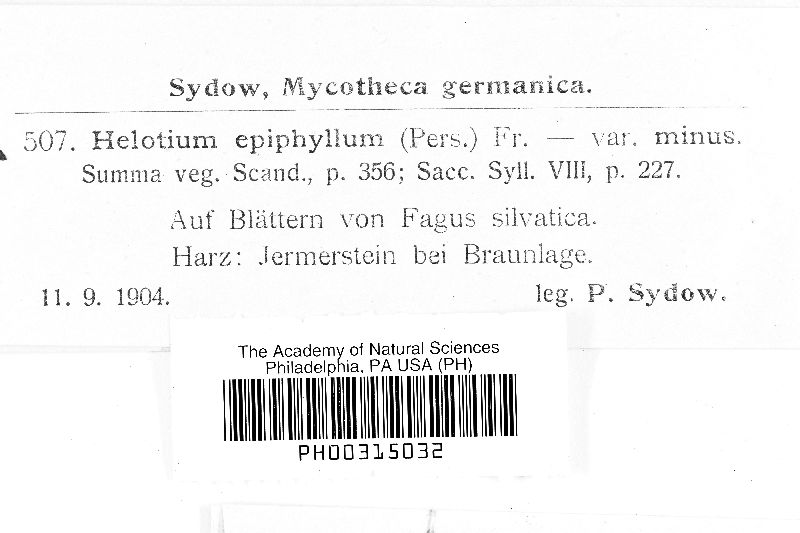 Sydow, Mycotheca germanica.
507. Helotium epiphyllum (Pers.) Fr. — var. minus.
Summa veg. Scand., p. 356; Sacc. Syll. VIII, p. 227.
Auf Blättern von Fagus silvatica.
Harz: Jermerstein bei Braunlage.
11. 9. 1904. leg. P. Sydow.
The Academy of Natural Sciences
Philadelphia, PA USA (PH)
PH00315032